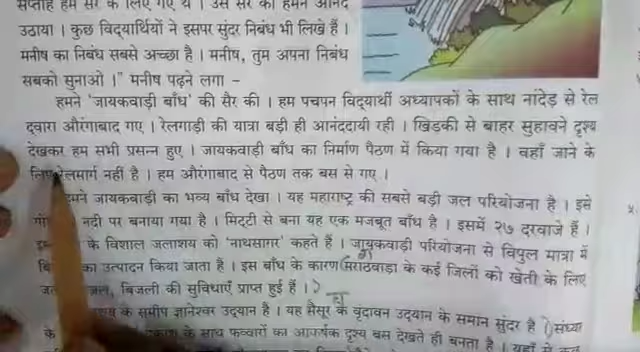 सप्ताह हम सैर के लिए गए थे । उस सैर का हमने आनंद
उठाया । कुछ विद्यार्थियों ने इसपर सुंदर निबंध भी लिखे हैं ।
मनीष का निबंध सबसे अच्छा है । मनीष, तुम अपना निबंध
सबको सुनाओ ।” मनीष पढ़ने लगा –
हमने ‘जायकवाड़ी बाँध’ की सैर की । हम पचपन विद्यार्थी अध्यापकों के साथ नांदेड़ से रेल
द्वारा औरंगाबाद गए । रेलगाड़ी की यात्रा बड़ी ही आनंददायी रही । खिड़की से बाहर सुहावने दृश्य
देखकर हम सभी प्रसन्न हुए । जायकवाड़ी बाँध का निर्माण पैठण में किया गया है । वहाँ जाने के
लिए रेलमार्ग नहीं है । हम औरंगाबाद से पैठण तक बस से गए ।
हमने जायकवाड़ी का भव्य बाँध देखा । यह महाराष्ट्र की सबसे बड़ी जल परियोजना है । इसे
नदी पर बनाया गया है । मिट्टी से बना यह एक मजबूत बाँध है । इसमें २७ दरवाजे हैं ।
के विशाल जलाशय को ‘नाथसागर’ कहते हैं । जायकवाड़ी परियोजना से विपुल मात्रा में
का उत्पादन किया जाता है । इस बाँध के कारण मराठवाड़ा के कई जिलों को खेती के लिए
जल, बिजली की सुविधाएँ प्राप्त हुई हैं ।
के समीप ज्ञानेश्वर उद्यान है । यह मैसूर के वृंदावन उद्यान के समान सुंदर है । संध्या
के के साथ फव्वारों का आकर्षक दृश्य बस देखते ही बनता है । यहाँ